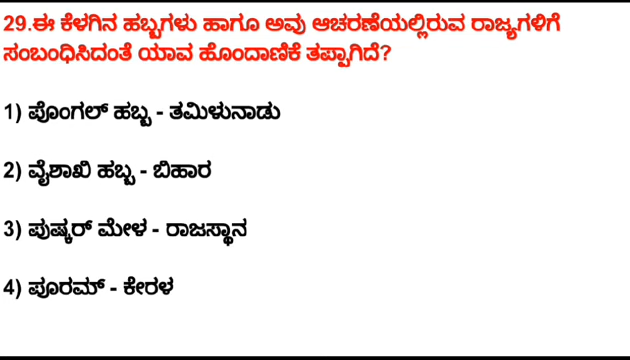 29.ಈ ಕೆಳಗಿನ ಹಬ್ಬಗಳು ಹಾಗೂ ಅವು ಆಚರಣೆಯಲ್ಲಿರುವ ರಾಜ್ಯಗಳಿಗೆ
ಸಂಬಂಧಿಸಿದಂತೆ ಯಾವ ಹೊಂದಾಣಿಕೆ ತಪ್ಪಾಗಿದೆ?
1) ಪೊಂಗಲ್ ಹಬ್ಬ - ತಮಿಳುನಾಡು
2) ವೈಶಾಖಿ ಹಬ್ಬ - ಬಿಹಾರ
3) ಪುಷ್ಕರ್ ಮೇಳ - ರಾಜಸ್ಥಾನ
4) ಪೂರಮ್ - ಕೇರಳ